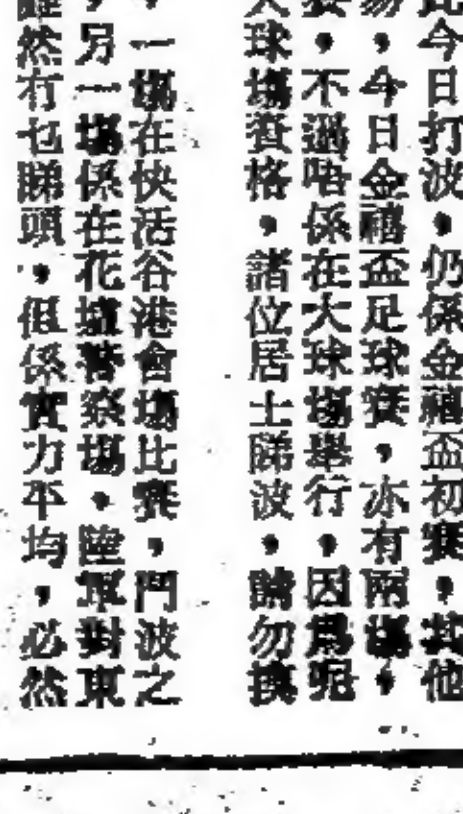 此今日打波，仍係金禧盃初賽，其他
易，今日金禧盃足球賽，亦有兩場，
賽，不過唔係在大球場舉行，因爲呢
大球場資格，諸位居士睇波，請勿摸
，一場在快活谷港會場比賽，鬥波之
，另一場係在花墟警察場，陸軍對東
雖然冇乜睇頭，但係實力平均，必然